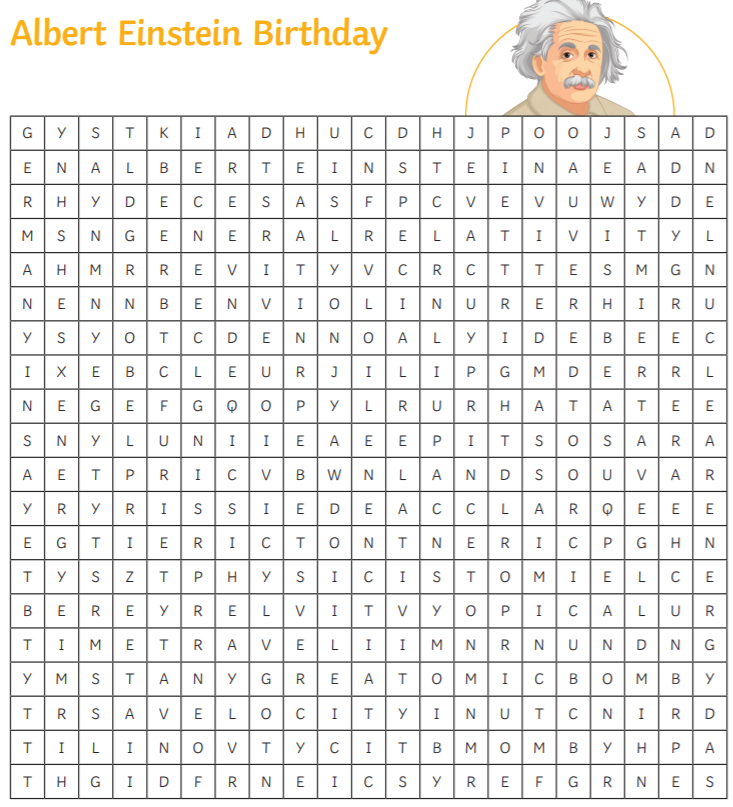 Albert Einstein Birthday
G Y S T K I A D H U C D H J P O O J S A D
E N A L B E R T E I N S T E I N A E A D N
R H Y D E C E S A S F P C V E V U W Y D E
M S N G E N E R A L R E L A T I V I T Y L
A H M R R E V I T Y V C R C T T E S M G N
N E N N B E N V I O L I N U R E R H I R U
Y S Y O T C D E N N O A L Y I D E B E E C
I X E B C L E U R J I L I P G M D E R R L
N E G E F G Q O P Y L R U R H A T A T E E
S N Y L U N I I E A E E P I T S O S A R A
A E T P R I C V B W N L A N D S O U V A R
Y R Y R I S S I E D E A C C L A R Q E E E
E G T I E R I C T O N T N E R I C P G H N
T Y S Z T P H Y S I C I S T O M I E L C E
B E R E Y R E L V I T V Y O P I C A L U R
T I M E T R A V E L I I M N R N U N D N G
Y M S T A N Y G R E A T O M I C B O M B Y
T R S A V E L O C I T Y I N U T C N I R D
T I L I N O V T Y C I T B M O M B Y H P A
T H G I D F R N E I C S Y R E F G R N E S